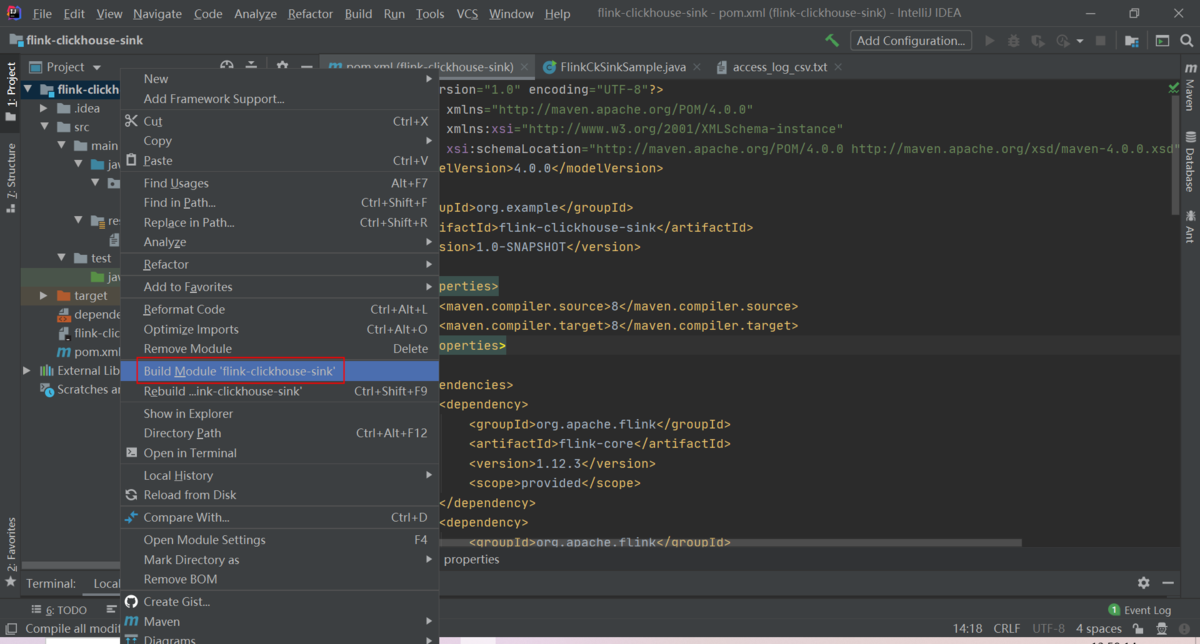 File Edit View Navigate Code Analyze Refactor Build Run Tools VCS Window Help flink-clickhouse-sink - pom.xml (flink-clickhouse-sink) - IntelliJ IDEA
flink-clickhouse-sink Add Configuration...
Project pom.xml (flink-clickhouse-sink) FlinkCkSinkSample.java access_log_csv.txt
1: Project
7: Structure
2: Favorites
Maven
Database
Ant
flink-clickh
.idea
src
main
jav
res
test
jav
target
depende
flink-clic
pom.xml
External Lib
Scratches an
New
Add Framework Support...
Cut Ctrl+X
Copy
Paste Ctrl+V
Find Usages Alt+F7
Find in Path... Ctrl+Shift+F
Replace in Path... Ctrl+Shift+R
Analyze
Refactor
Add to Favorites
Reformat Code Ctrl+Alt+L
Optimize Imports Ctrl+Alt+O
Remove Module Delete
Build Module 'flink-clickhouse-sink'
Rebuild ...ink-clickhouse-sink' Ctrl+Shift+F9
Show in Explorer
Directory Path Ctrl+Alt+F12
Open in Terminal
Local History
Reload from Disk
Compare With... Ctrl+D
Open Module Settings F4
Mark Directory as
Remove BOM
Create Gist...
Maven
Diagrams
rsion="1.0" encoding="UTF-8"?>
xmlns="http://maven.apache.org/POM/4.0.0"
xmlns:xsi="http://www.w3.org/2001/XMLSchema-instance"
xsi:schemaLocation="http://maven.apache.org/POM/4.0.0 http://maven.apache.org/xsd/maven-4.0.0.xsd"
elVersion>4.0.0</modelVersion>
upId>org.example</groupId>
ifactId>flink-clickhouse-sink</artifactId>
sion>1.0-SNAPSHOT</version>
perties>
<maven.compiler.source>8</maven.compiler.source>
<maven.compiler.target>8</maven.compiler.target>
operties>
endencies>
<dependency>
<groupId>org.apache.flink</groupId>
<artifactId>flink-core</artifactId>
<version>1.12.3</version>
<scope>provided</scope>
</dependency>
<dependency>
<groupId>org.apache.flink</groupId>
properties
Terminal: Local
6: TODO
Event Log
Compile all modif
14:18 CRLF UTF-8 4 spaces